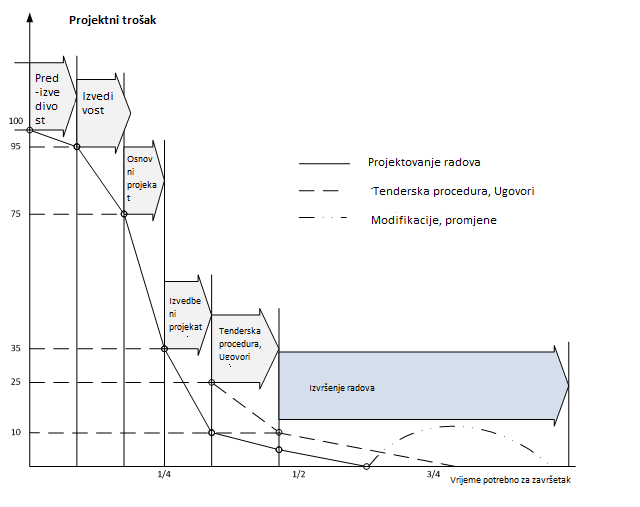 Projektni trošak
Pred
-izve
divo
st
Izvedi
vost
100
95
Osnov
ni
projeka
t
Projektovanje radova
Tenderska procedura, Ugovori
Modifikacije, promjene
75
Izvedbe
ni
projekat
Tenderska
procedura,
Ugovori
35
25
Izvršenje radova
10
1/4
1/2
3/4
Vrijeme potrebno za završetak